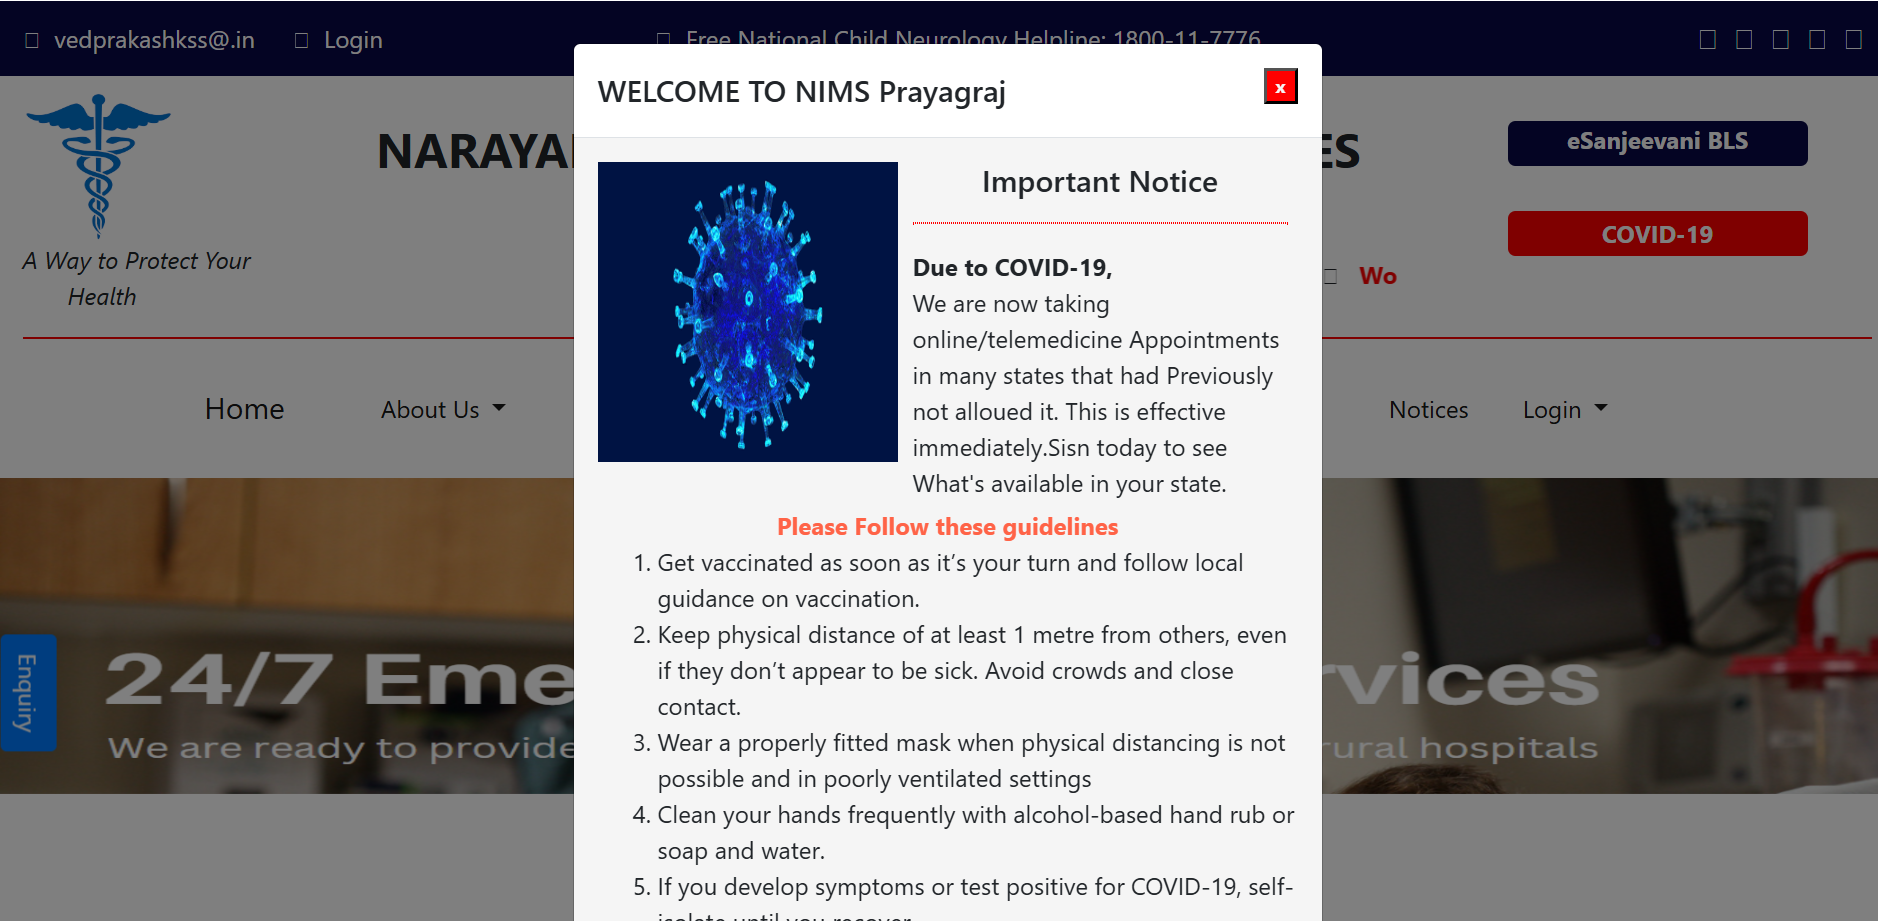 vedprakashkss@.in Login Free National Child Neurology Helpline: 1800-11-7776
WELCOME TO NIMS Prayagraj
x
A Way to Protect Your
Health
eSanjeevani BLS
COVID-19
Wo
Home
About Us
Notices
Login
Important Notice
Due to COVID-19,
We are now taking
online/telemedicine Appointments
in many states that had Previously
not alloued it. This is effective
immediately.Sisn today to see
What's available in your state.
Please Follow these guidelines
1. Get vaccinated as soon as it’s your turn and follow local
guidance on vaccination.
2. Keep physical distance of at least 1 metre from others, even
if they don’t appear to be sick. Avoid crowds and close
contact.
3. Wear a properly fitted mask when physical distancing is not
possible and in poorly ventilated settings
4. Clean your hands frequently with alcohol-based hand rub or
soap and water.
5. If you develop symptoms or test positive for COVID-19, self-
isolate until you recover
Enquiry
24/7
We are ready to provide
rural hospitals